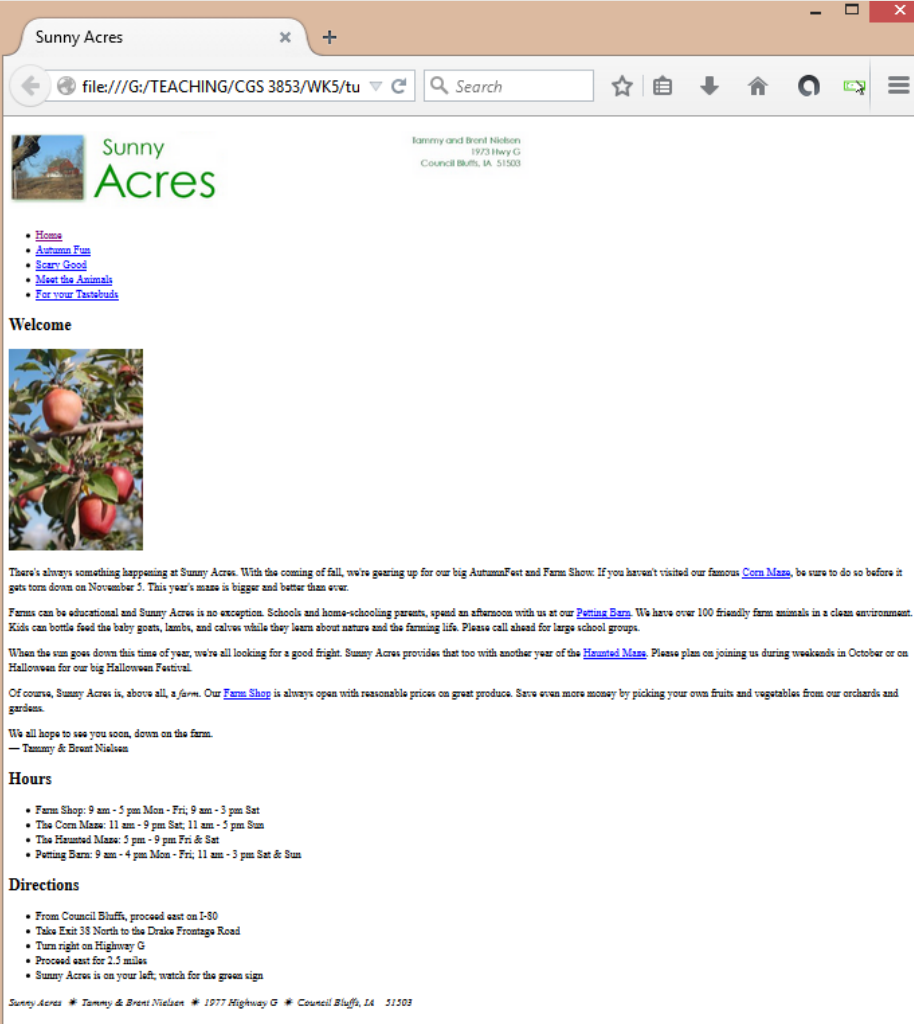 Sunny Acres
file:///G:/TEACHING/CGS 3853/WK5/tu
Search
Sunny
Acres
Tammy and Brent Nielsen
1973 Hwy G
Council Bluffs, IA 51503
Home
Autumn Fun
Scary Good
Meet the Animals
For your Tastebuds
Welcome
There's always something happening at Sunny Acres. With the coming of fall, we're gearing up for our big AutumnFest and Farm Show. If you haven't visited our famous Corn Maze, be sure to do so before it
gets torn down on November 5. This year's maze is bigger and better than ever.
Farms can be educational and Sunny Acres is no exception. Schools and home-schooling parents, spend an afternoon with us at our Petting Barn. We have over 100 friendly farm animals in a clean environment.
Kids can bottle feed the baby goats, lambs, and calves while they learn about nature and the farming life. Please call ahead for large school groups.
When the sun goes down this time of year, we're all looking for a good fright. Sunny Acres provides that too with another year of the Haunted Maze. Please plan on joining us during weekends in October or on
Halloween for our big Halloween Festival.
Of course, Sunny Acres is, above all, a farm. Our Farm Shop is always open with reasonable prices on great produce. Save even more money by picking your own fruits and vegetables from our orchards and
gardens.
We all hope to see you soon, down on the farm.
— Tammy & Brent Nielsen
Hours
Farm Shop: 9 am - 5 pm Mon - Fri; 9 am - 3 pm Sat
The Corn Maze: 11 am - 9 pm Sat; 11 am - 5 pm Sun
The Haunted Maze: 5 pm - 9 pm Fri & Sat
Petting Barn: 9 am - 4 pm Mon - Fri; 11 am - 3 pm Sat & Sun
Directions
From Council Bluffs, proceed east on I-80
Take Exit 38 North to the Drake Frontage Road
Turn right on Highway G
Proceed east for 2.5 miles
Sunny Acres is on your left; watch for the green sign
Sunny Acres ✴ Tammy & Brent Nielsen ✴ 1977 Highway G ✴ Council Bluffs, IA 51503